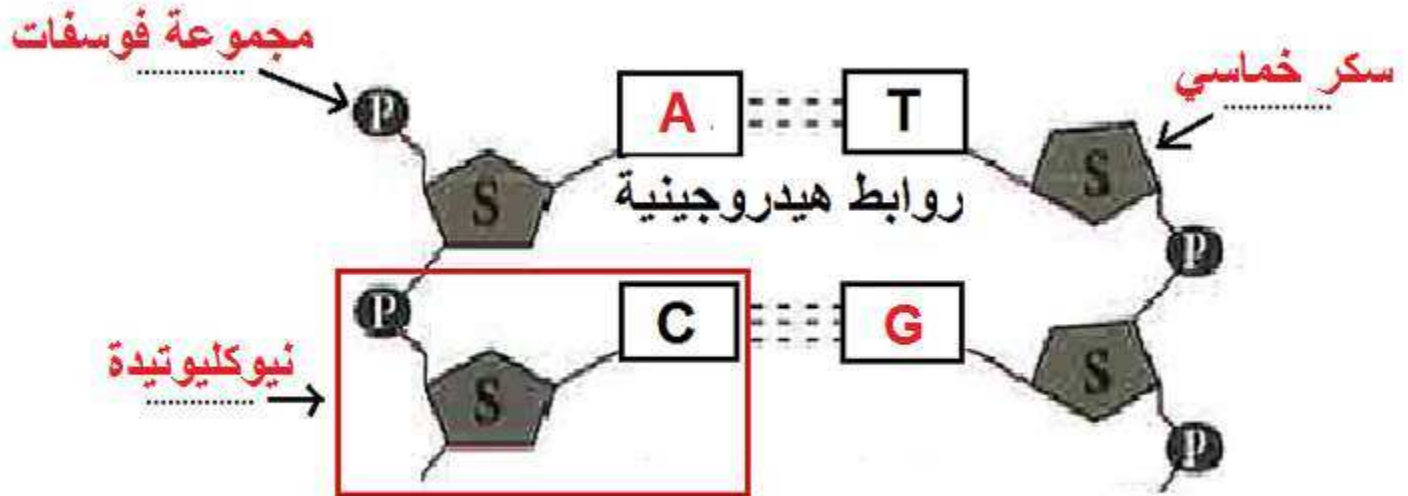 مجموعة فوسفات
سكر خماسي
P
A
T
S
S
روابط هيدروجينية
P
P
C
G
نيوكليوتيدة
S
S
P